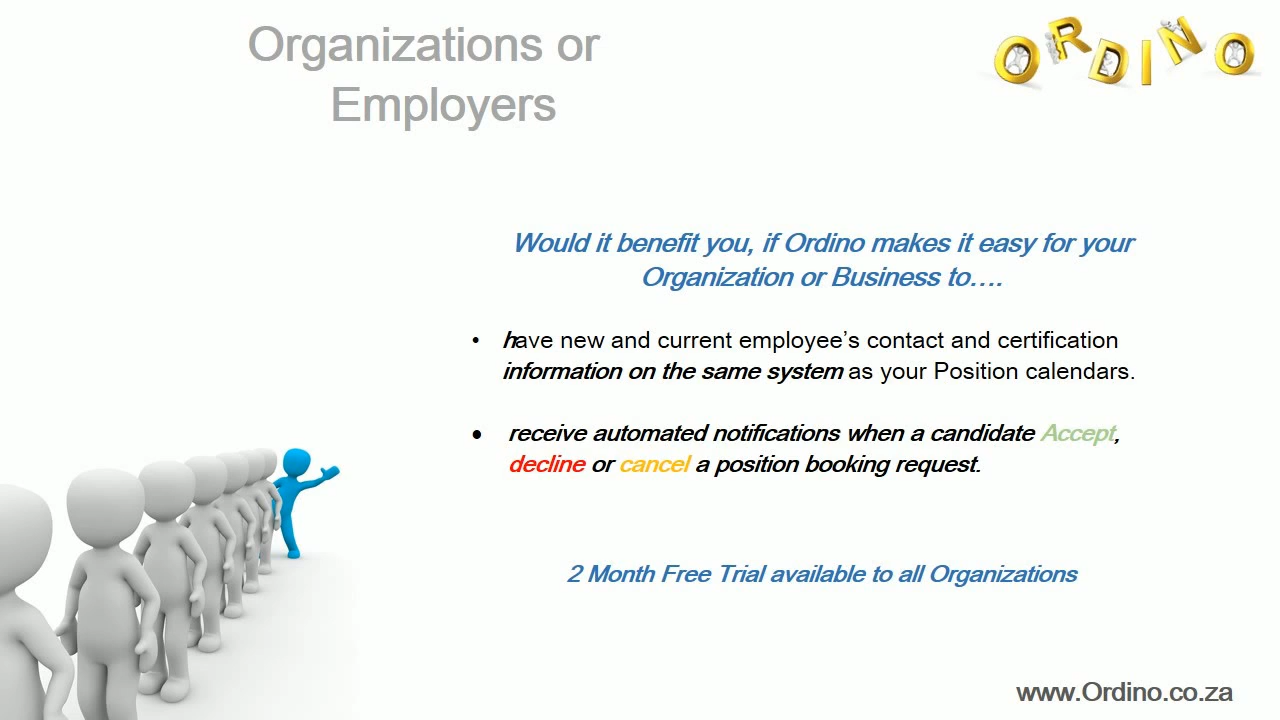 Organizations or
Employers
ORDINO
Would it benefit you, if Ordino makes it easy for your
Organization or Business to….
• have new and current employee’s contact and certification
information on the same system as your Position calendars.
• receive automated notifications when a candidate Accept,
decline or cancel a position booking request.
2 Month Free Trial available to all Organizations
www.Ordino.co.za